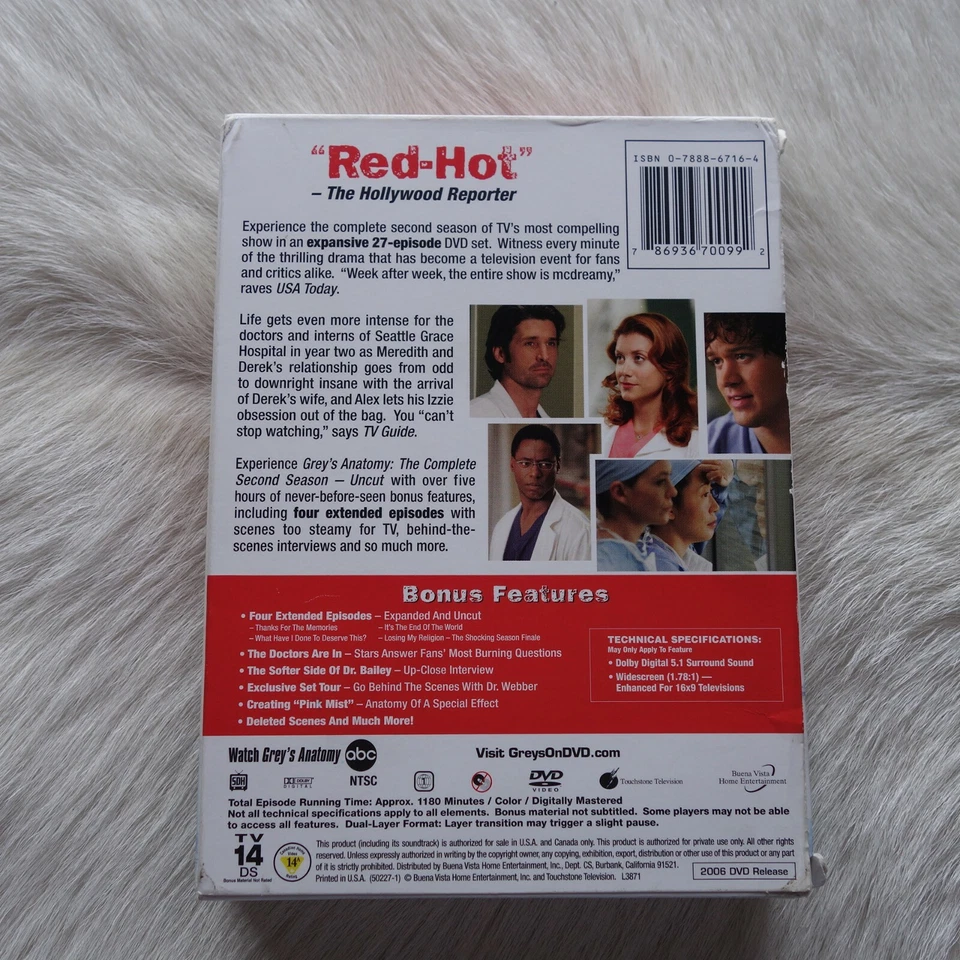 “Red-Hot”
– The Hollywood Reporter
ISBN 0-7888-6716-4
7 86936 70099 2
Experience the complete second season of TV's most compelling
show in an expansive 27-episode DVD set. Witness every minute
of the thrilling drama that has become a television event for fans
and critics alike. “Week after week, the entire show is mcdreamy,”
raves USA Today.
Life gets even more intense for the
doctors and interns of Seattle Grace
Hospital in year two as Meredith and
Derek's relationship goes from odd
to downright insane with the arrival
of Derek's wife, and Alex lets his Izzie
obsession out of the bag. You “can't
stop watching,” says TV Guide.
Experience Grey's Anatomy: The Complete
Second Season – Uncut with over five
hours of never-before-seen bonus features,
including four extended episodes with
scenes too steamy for TV, behind-the-
scenes interviews and so much more.
Bonus Features
• Four Extended Episodes – Expanded And Uncut
– Thanks For The Memories – It's The End Of The World
– What Have I Done To Deserve This? – Losing My Religion – The Shocking Season Finale
• The Doctors Are In – Stars Answer Fans' Most Burning Questions
• The Softer Side Of Dr. Bailey – Up-Close Interview
• Exclusive Set Tour – Go Behind The Scenes With Dr. Webber
• Creating “Pink Mist” – Anatomy Of A Special Effect
• Deleted Scenes And Much More!
TECHNICAL SPECIFICATIONS:
May Only Apply To Feature
• Dolby Digital 5.1 Surround Sound
• Widescreen (1.78:1) —
Enhanced For 16x9 Televisions
Watch Grey's Anatomy abc
Visit GreysOnDVD.com
SDH
DOLBY
DIGITAL
NTSC
1
DVD
VIDEO
Touchstone Television
Buena Vista
Home Entertainment
Total Episode Running Time: Approx. 1180 Minutes / Color / Digitally Mastered
Not all technical specifications apply to all elements. Bonus material not subtitled. Some players may not be able
to access all features. Dual-Layer Format: Layer transition may trigger a slight pause.
TV
14
DS
Bonus Material Not Rated
14A
This product (including its soundtrack) is authorized for sale in U.S.A. and Canada only. This product is authorized for private use only. All other rights
reserved. Unless expressly authorized in writing by the copyright owner, any copying, exhibition, export, distribution or other use of this product or any part
of it is strictly prohibited. Distributed by Buena Vista Home Entertainment, Inc., Dept. CS, Burbank, California 91521.
Printed in U.S.A. (50227-1) © Buena Vista Home Entertainment, Inc. and Touchstone Television. L3871
2006 DVD Release